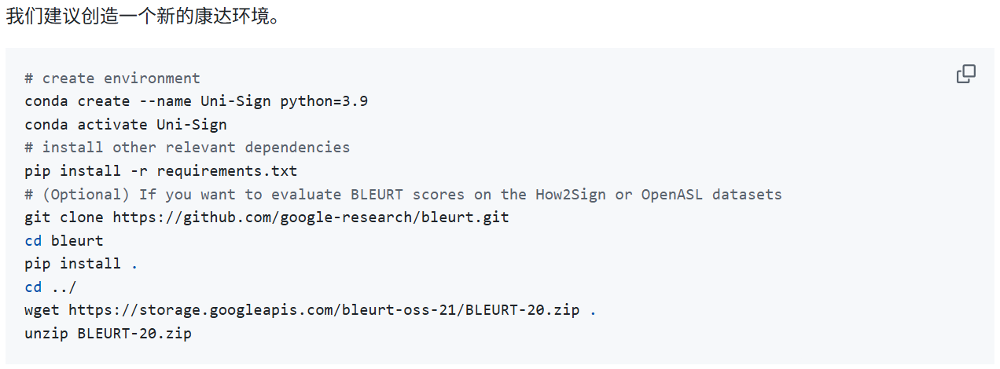 我们建议创造一个新的康达环境。
# create environment
conda create --name Uni-Sign python=3.9
conda activate Uni-Sign
# install other relevant dependencies
pip install -r requirements.txt
# (Optional) If you want to evaluate BLEURT scores on the How2Sign or OpenASL datasets
git clone https://github.com/google-research/bleurt.git
cd bleurt
pip install .
cd ../
wget https://storage.googleapis.com/bleurt-oss-21/BLEURT-20.zip .
unzip BLEURT-20.zip